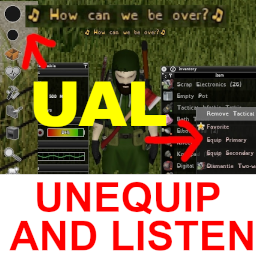 ♫ How can we be over?♫
♫ How can we be over?♫
Inventory
Item
Scrap Electronics (26)
Empty Pot
Remove Tactical
Favorite
Equip Primary
Equip Secondary
Digital
Dismantle Two-w
UAL
UNEQUIP
AND LISTEN